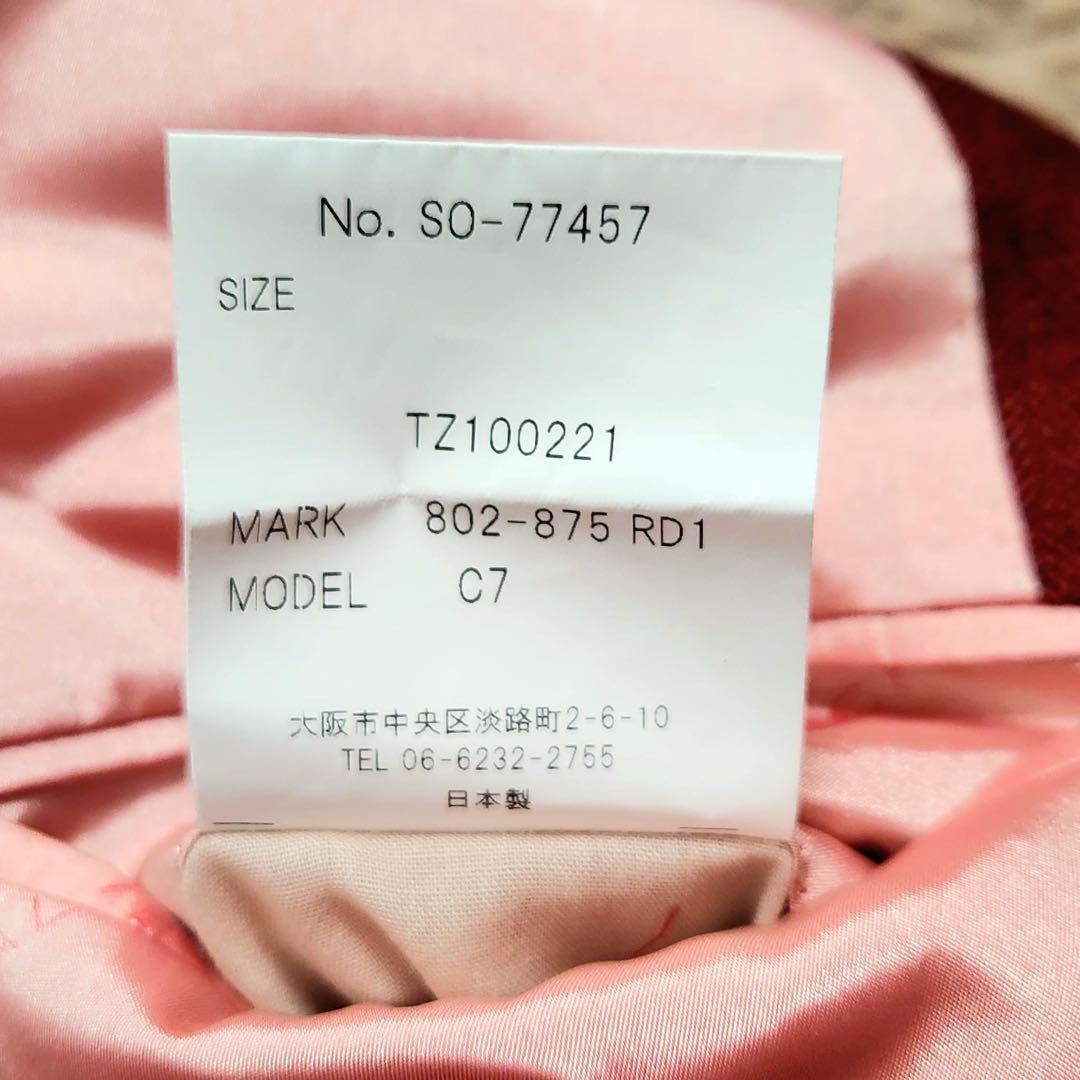 No. SO-77457
SIZE
TZ100221
MARK 802-875 RD1
MODEL C7
大阪市中央区淡路町2-6-10
TEL 06-6232-2755
日本製